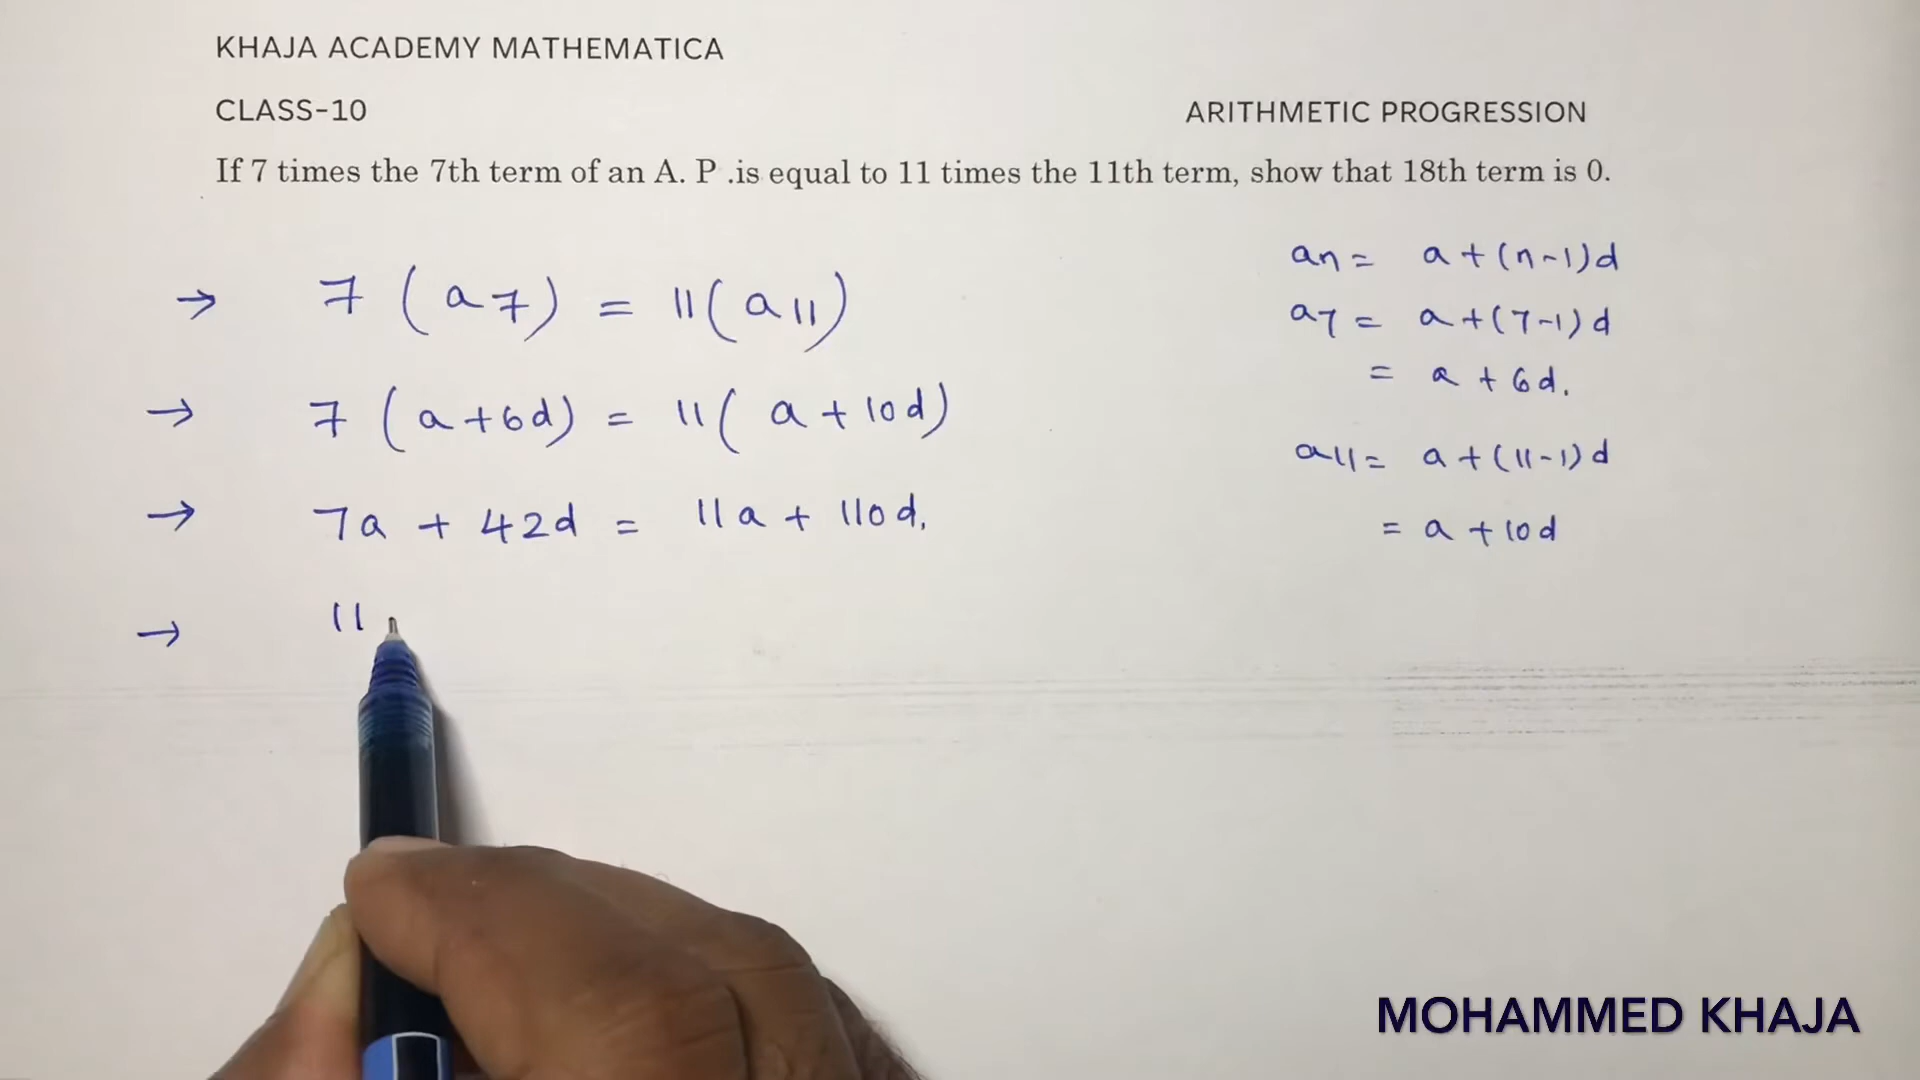 KHAJA ACADEMY MATHEMATICA
CLASS-10
ARITHMETIC PROGRESSION
If 7 times the 7th term of an A. P .is equal to 11 times the 11th term, show that 18th term is 0.
→ 7 (a7) = 11(a11)
→ 7 (a+6d) = 11( a + 10d)
→ 7a + 42d = 11a + 110d.
→ 11
an = a + (n-1)d
a7 = a + (7-1) d
= a + 6d.
a11 = a + (11-1) d
= a + 10d
MOHAMMED KHAJA